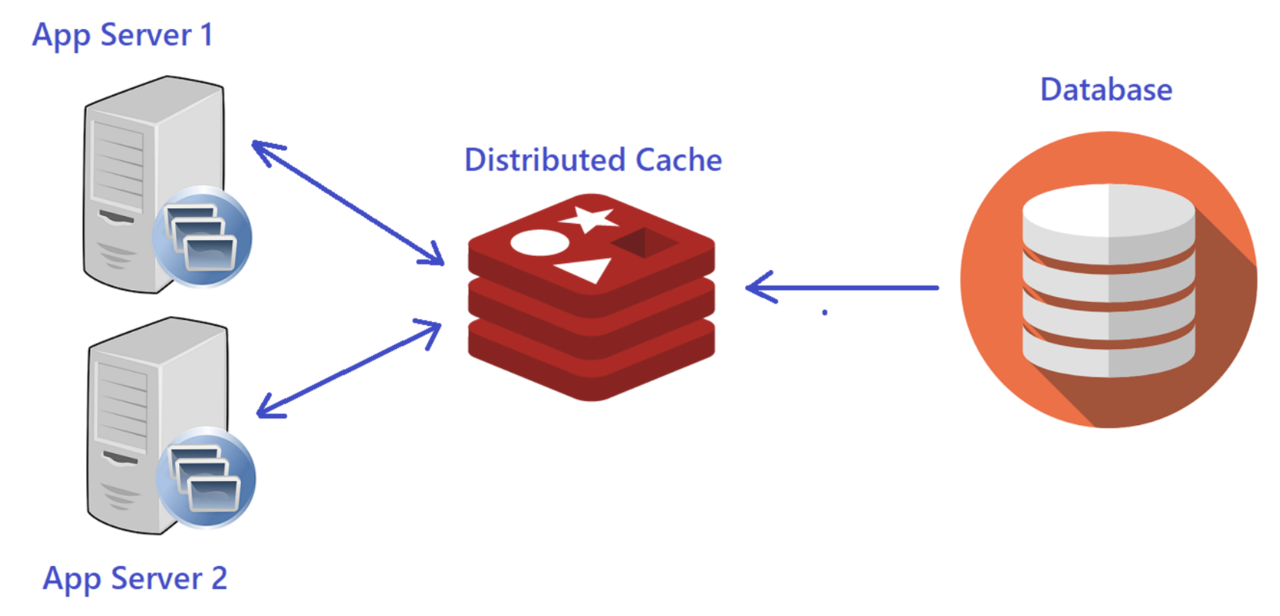 App Server 1
Database
Distributed Cache
App Server 2